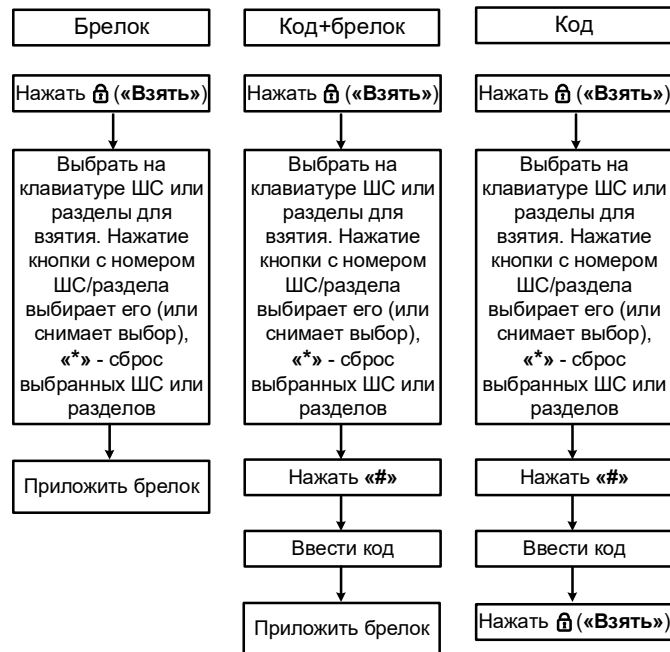 Брелок
Нажать 🔒 («Взять»)
Выбрать на
клавиатуре ШС или
разделы для
взятия. Нажатие
кнопки с номером
ШС/раздела
выбирает его (или
снимает выбор),
«*» - сброс
выбранных ШС или
разделов
Приложить брелок
Код+брелок
Нажать 🔒 («Взять»)
Выбрать на
клавиатуре ШС или
разделы для
взятия. Нажатие
кнопки с номером
ШС/раздела
выбирает его (или
снимает выбор),
«*» - сброс
выбранных ШС или
разделов
Нажать «#»
Ввести код
Приложить брелок
Код
Нажать 🔒 («Взять»)
Выбрать на
клавиатуре ШС или
разделы для
взятия. Нажатие
кнопки с номером
ШС/раздела
выбирает его (или
снимает выбор),
«*» - сброс
выбранных ШС или
разделов
Нажать «#»
Ввести код
Нажать 🔒 («Взять»)